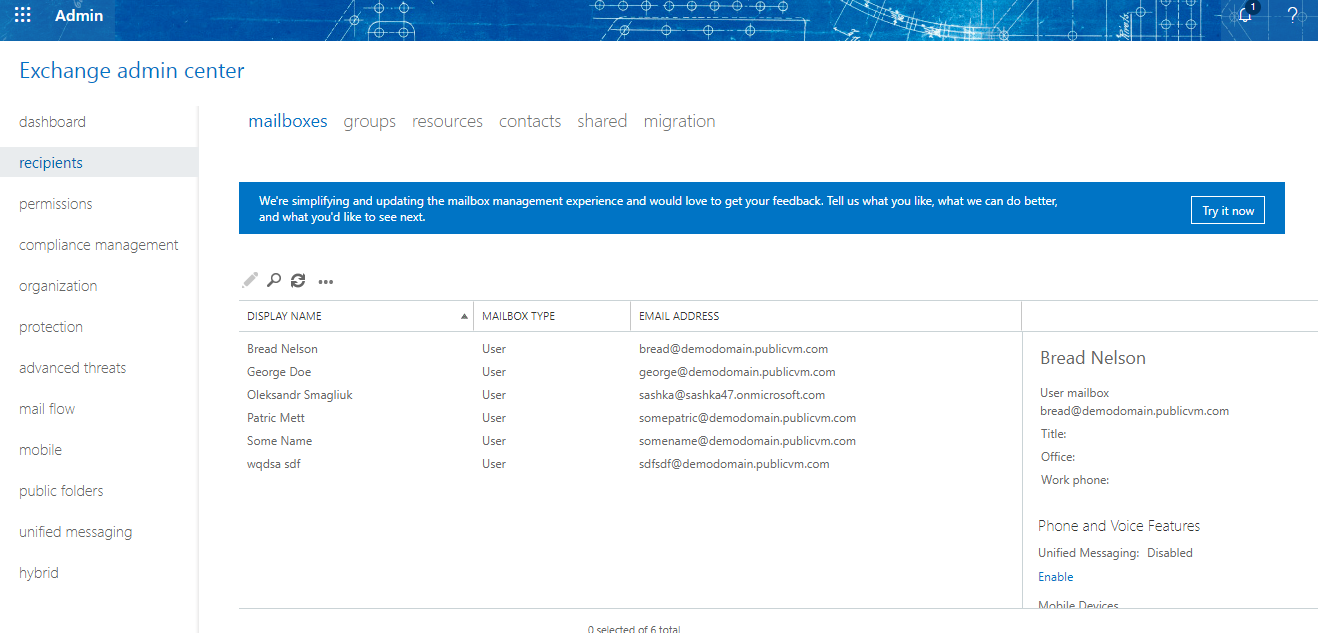 Admin
1
?
Exchange admin center
dashboard
recipients
permissions
compliance management
organization
protection
advanced threats
mail flow
mobile
public folders
unified messaging
hybrid
mailboxes groups resources contacts shared migration
We're simplifying and updating the mailbox management experience and would love to get your feedback. Tell us what you like, what we can do better,
and what you'd like to see next.
Try it now
DISPLAY NAME MAILBOX TYPE EMAIL ADDRESS
Bread Nelson User bread@demodomain.publicvm.com
George Doe User george@demodomain.publicvm.com
Oleksandr Smagliuk User sashka@sashka47.onmicrosoft.com
Patric Mett User somepatric@demodomain.publicvm.com
Some Name User somename@demodomain.publicvm.com
wqdsa sdf User sdfsdf@demodomain.publicvm.com
Bread Nelson
User mailbox
bread@demodomain.publicvm.com
Title:
Office:
Work phone:
Phone and Voice Features
Unified Messaging: Disabled
Enable
Mobile Devices
0 selected of 6 total